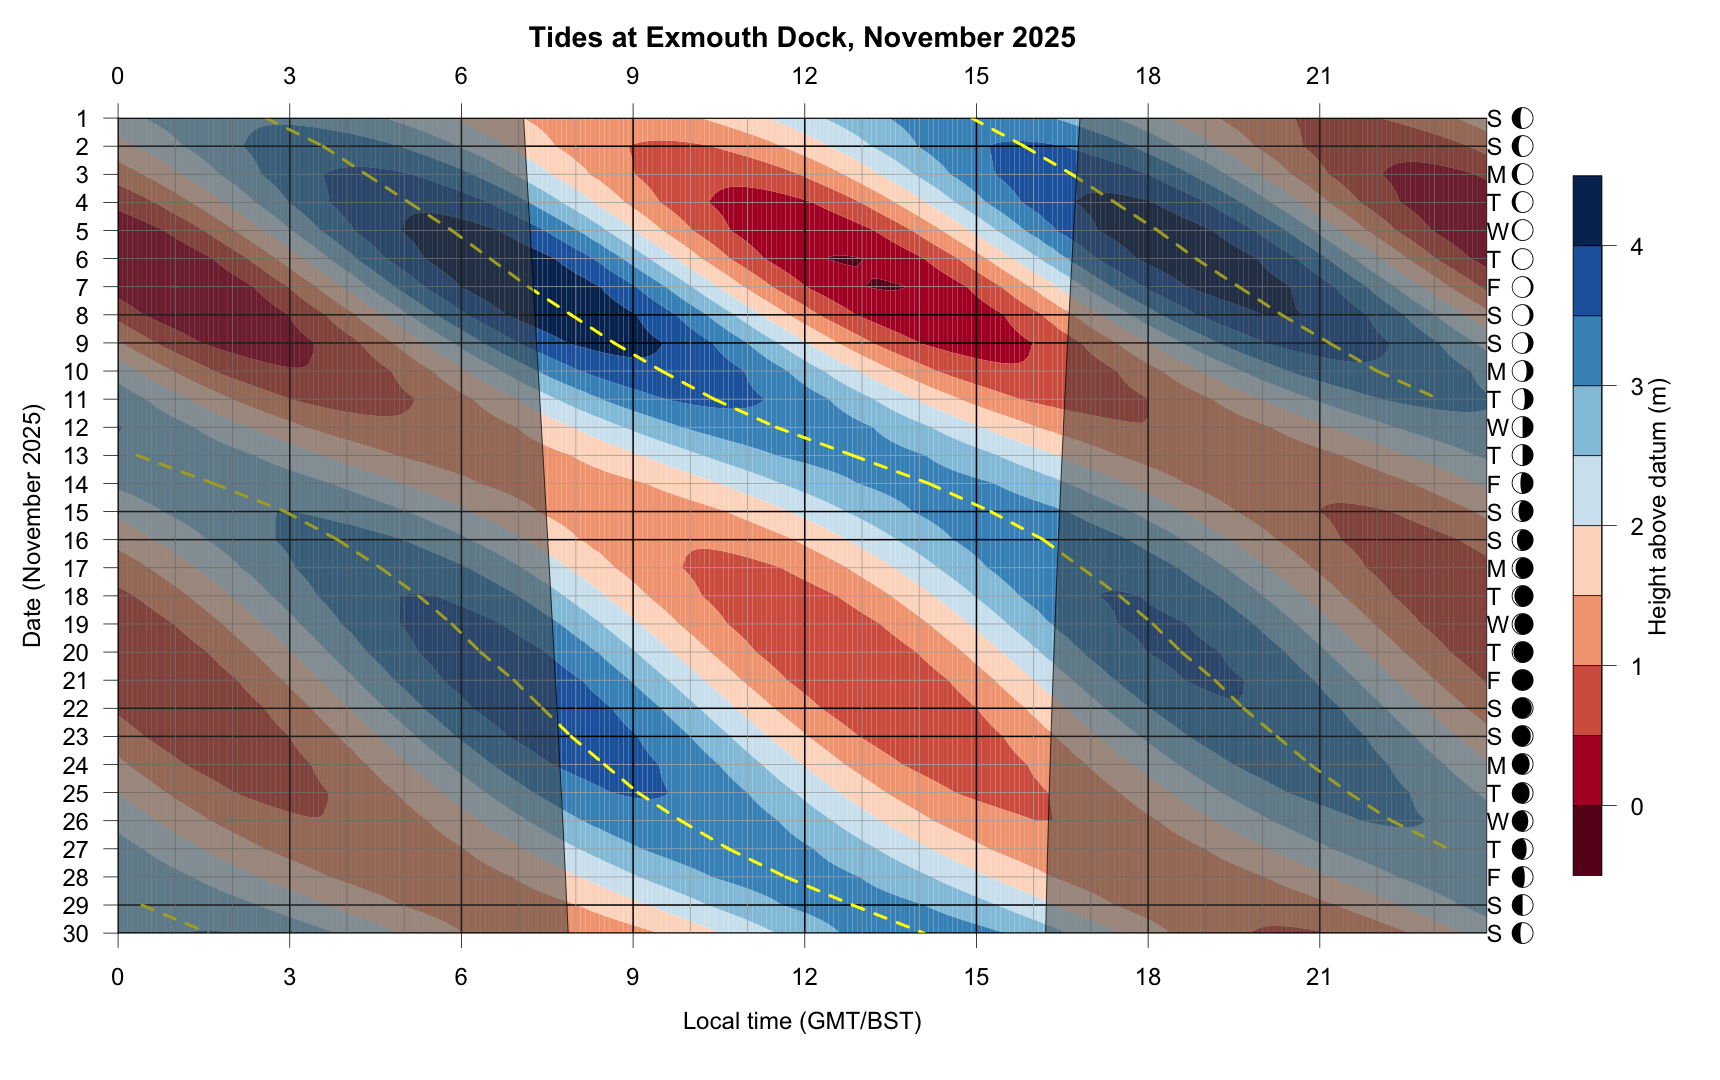 Tides at Exmouth Dock, November 2025
0 3 6 9 12 15 18 21
1 S
2 S
3 M
4 T
5 W
6 T
7 F
8 S
9 S
10 M
11 T
12 W
13 T
14 F
15 S
16 S
17 M
18 T
19 W
20 T
21 F
22 S
23 S
24 M
25 T
26 W
27 T
28 F
29 S
30 S
Date (November 2025)
0 3 6 9 12 15 18 21
Local time (GMT/BST)
4
3
2
1
0
Height above datum (m)